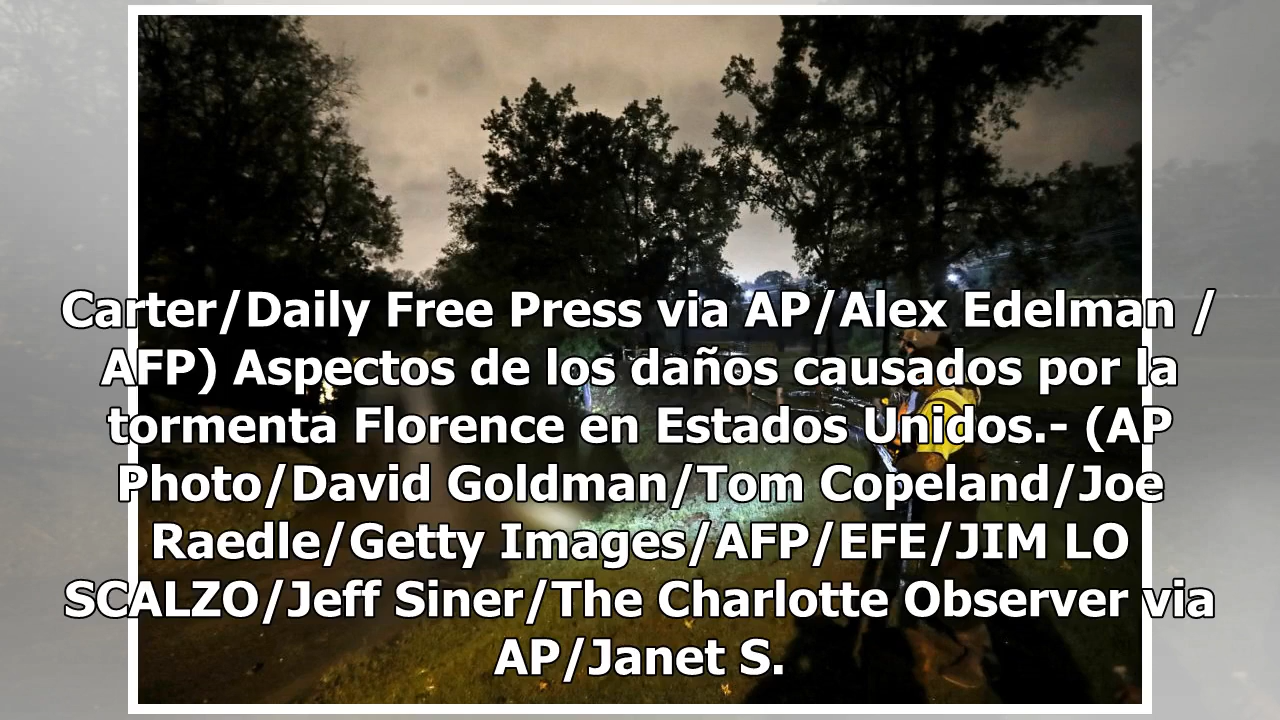 Carter/Daily Free Press via AP/Alex Edelman /
AFP) Aspectos de los daños causados por la
tormenta Florence en Estados Unidos.- (AP
Photo/David Goldman/Tom Copeland/Joe
Raedle/Getty Images/AFP/EFE/JIM LO
SCALZO/Jeff Siner/The Charlotte Observer via
AP/Janet S.